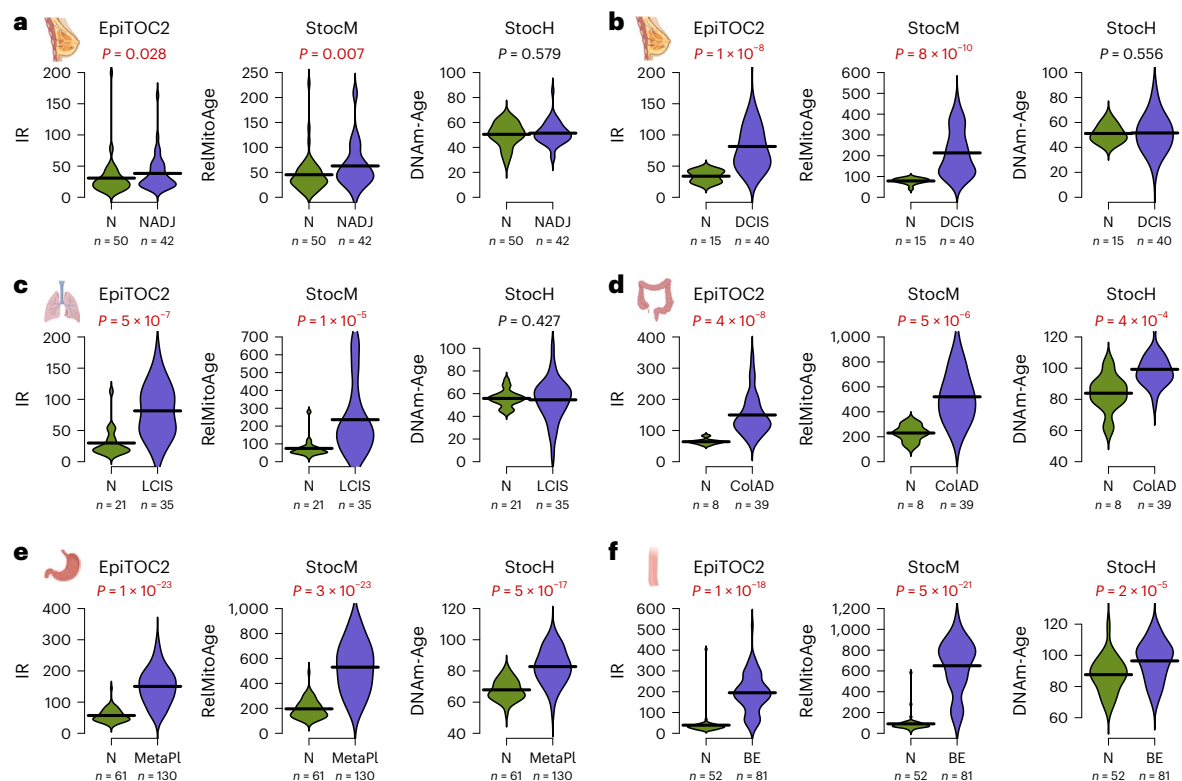 a
EpiTOC2
StocM
StocH
P = 0.028
P = 0.007
P = 0.579
IR
200
150
100
50
0
RelMitoAge
250
200
150
100
50
0
DNAm-Age
100
80
60
40
20
0
N
NADJ
N
NADJ
N
NADJ
n = 50
n = 42
n = 50
n = 42
n = 50
n = 42
b
EpiTOC2
StocM
StocH
P = 1 × 10⁻⁸
P = 8 × 10⁻¹⁰
P = 0.556
IR
200
150
100
50
0
RelMitoAge
600
500
400
300
200
100
0
DNAm-Age
100
80
60
40
20
0
N
DCIS
N
DCIS
N
DCIS
n = 15
n = 40
n = 15
n = 40
n = 15
n = 40
c
EpiTOC2
StocM
StocH
P = 5 × 10⁻⁷
P = 1 × 10⁻⁵
P = 0.427
IR
200
150
100
50
0
RelMitoAge
700
600
500
400
300
200
100
0
DNAm-Age
100
80
60
40
20
0
N
LCIS
N
LCIS
N
LCIS
n = 21
n = 35
n = 21
n = 35
n = 21
n = 35
d
EpiTOC2
StocM
StocH
P = 4 × 10⁻⁸
P = 5 × 10⁻⁶
P = 4 × 10⁻⁴
IR
400
300
200
100
0
RelMitoAge
1,000
800
600
400
200
0
DNAm-Age
120
100
80
60
40
N
ColAD
N
ColAD
N
ColAD
n = 8
n = 39
n = 8
n = 39
n = 8
n = 39
e
EpiTOC2
StocM
StocH
P = 1 × 10⁻²³
P = 3 × 10⁻²³
P = 5 × 10⁻¹⁷
IR
400
300
200
100
0
RelMitoAge
1,000
800
600
400
200
0
DNAm-Age
120
100
80
60
40
N
MetaPl
N
MetaPl
N
MetaPl
n = 61
n = 130
n = 61
n = 130
n = 61
n = 130
f
EpiTOC2
StocM
StocH
P = 1 × 10⁻¹⁸
P = 5 × 10⁻²¹
P = 2 × 10⁻⁵
IR
600
500
400
300
200
100
0
RelMitoAge
1,200
1,000
800
600
400
200
0
DNAm-Age
120
100
80
60
N
BE
N
BE
N
BE
n = 52
n = 81
n = 52
n = 81
n = 52
n = 81